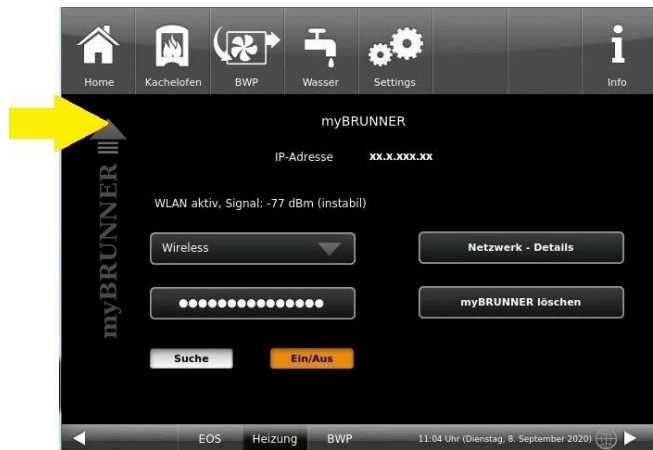 Home Kachelofen BWP Wasser Settings Info
myBRUNNER
myBRUNNER
IP-Adresse xx.x.xxx.xx
WLAN aktiv, Signal: -77 dBm (instabil)
Wireless Netzwerk - Details
myBRUNNER löschen
Suche Ein/Aus
EOS Heizung BWP 11:04 Uhr (Dienstag, 8. September 2020)